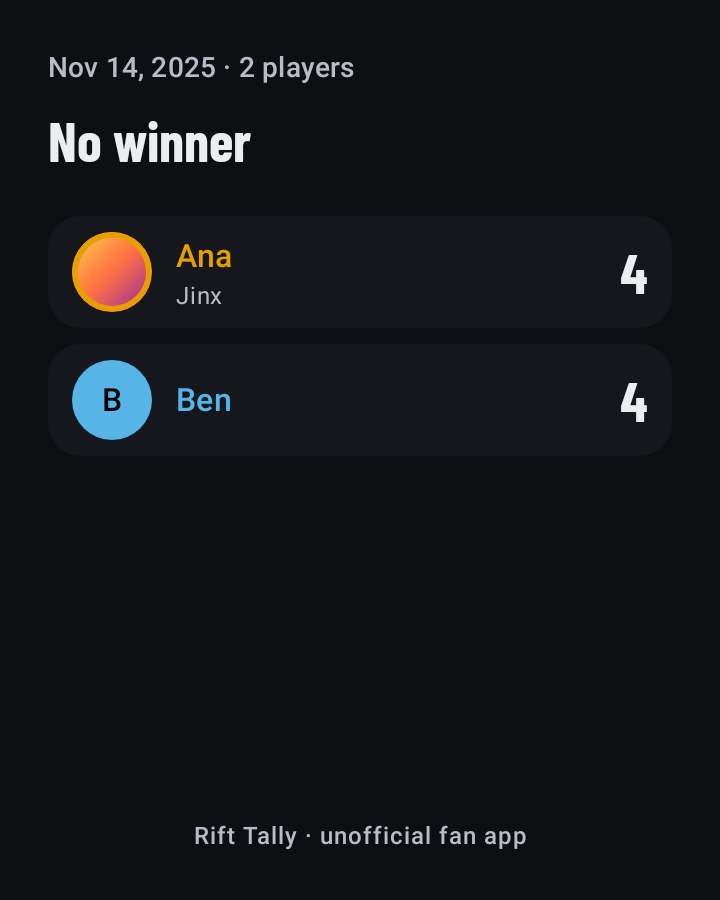 Nov 14, 2025 · 2 players
No winner
Ana
Jinx
4
B
Ben
4
Rift Tally · unofficial fan app